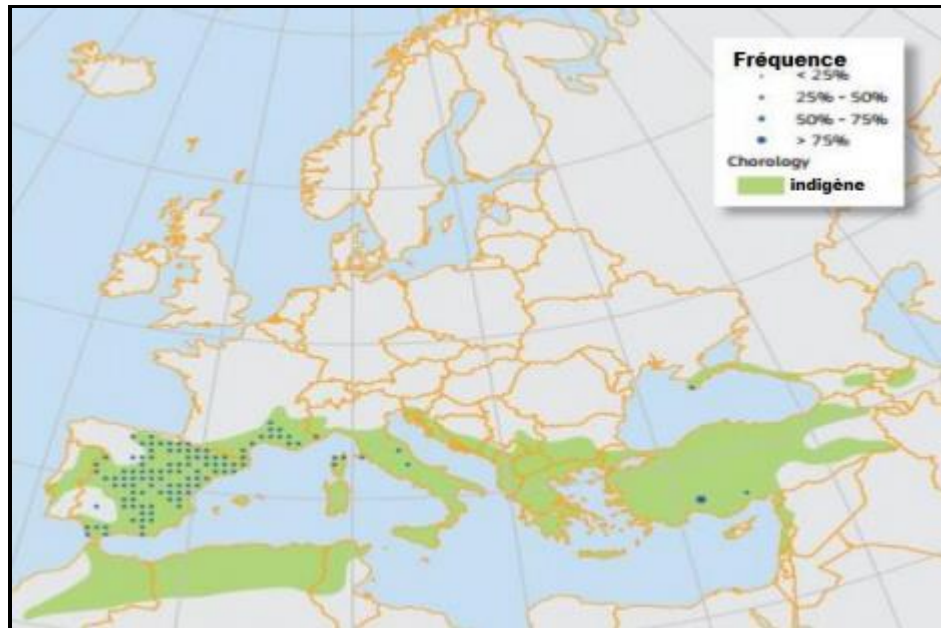 Fréquence
< 25%
25% - 50%
50% - 75%
> 75%
Chorology
indigène